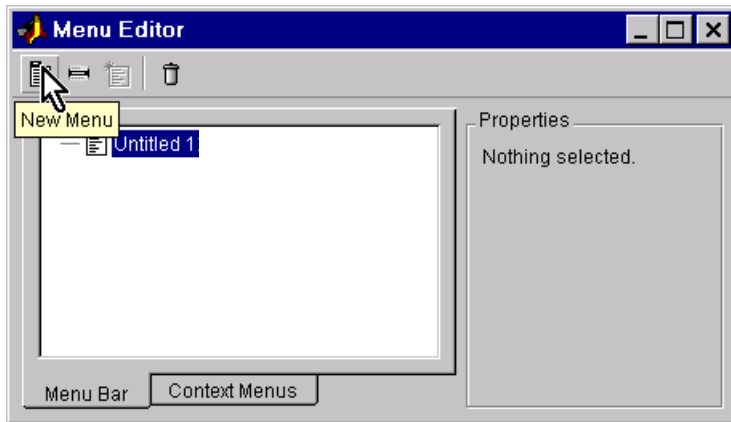 Menu Editor
New Menu
Untitled 1
Properties
Nothing selected.
Menu Bar
Context Menus